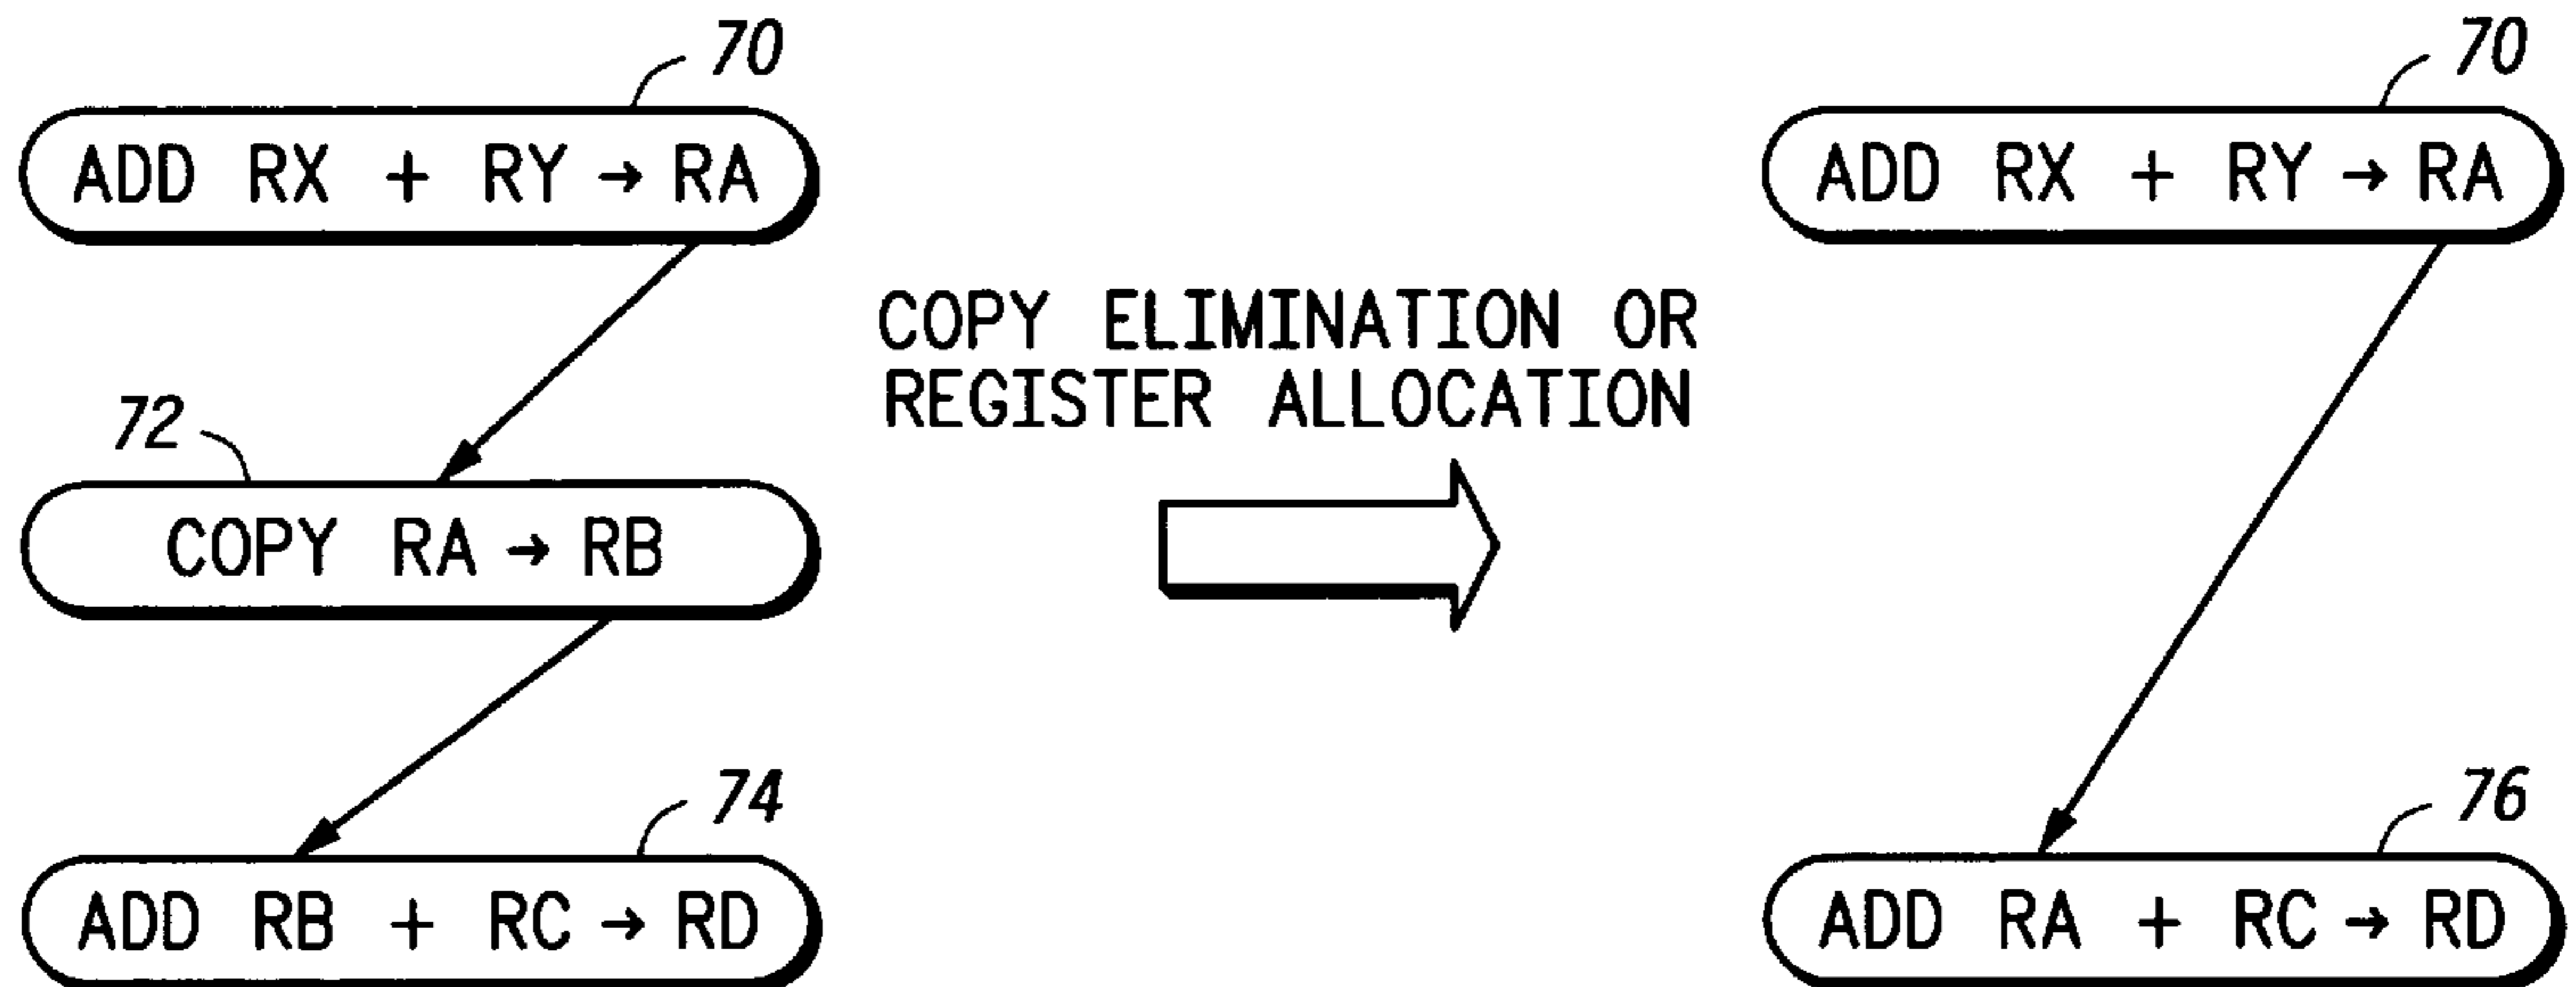 70
ADD RX + RY → RA
72
COPY RA → RB
74
ADD RB + RC → RD
COPY ELIMINATION OR
REGISTER ALLOCATION
70
ADD RX + RY → RA
76
ADD RA + RC → RD